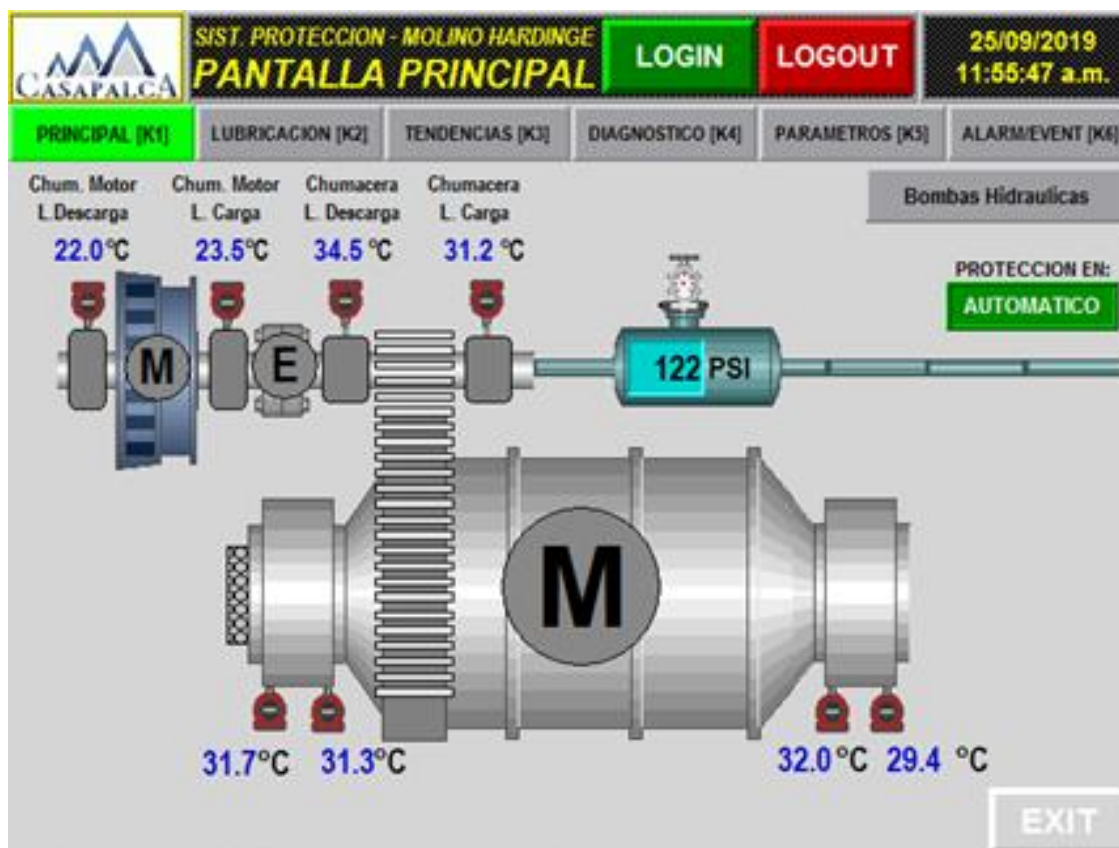 CASAPALCA
SIST. PROTECCION - MOLINO HARDINGE
PANTALLA PRINCIPAL
LOGIN
LOGOUT
25/09/2019
11:55:47 a.m.
PRINCIPAL [K1]
LUBRICACION [K2]
TENDENCIAS [K3]
DIAGNOSTICO [K4]
PARAMETROS [K5]
ALARM/EVENT [K6]
Chum. Motor
L.Descarga
22.0°C
Chum. Motor
L. Carga
23.5°C
Chumacera
L. Descarga
34.5 °C
Chumacera
L. Carga
31.2 °C
Bombas Hidraulicas
PROTECCION EN:
AUTOMATICO
M
E
122 PSI
M
31.7°C
31.3°C
32.0 °C
29.4 °C
EXIT